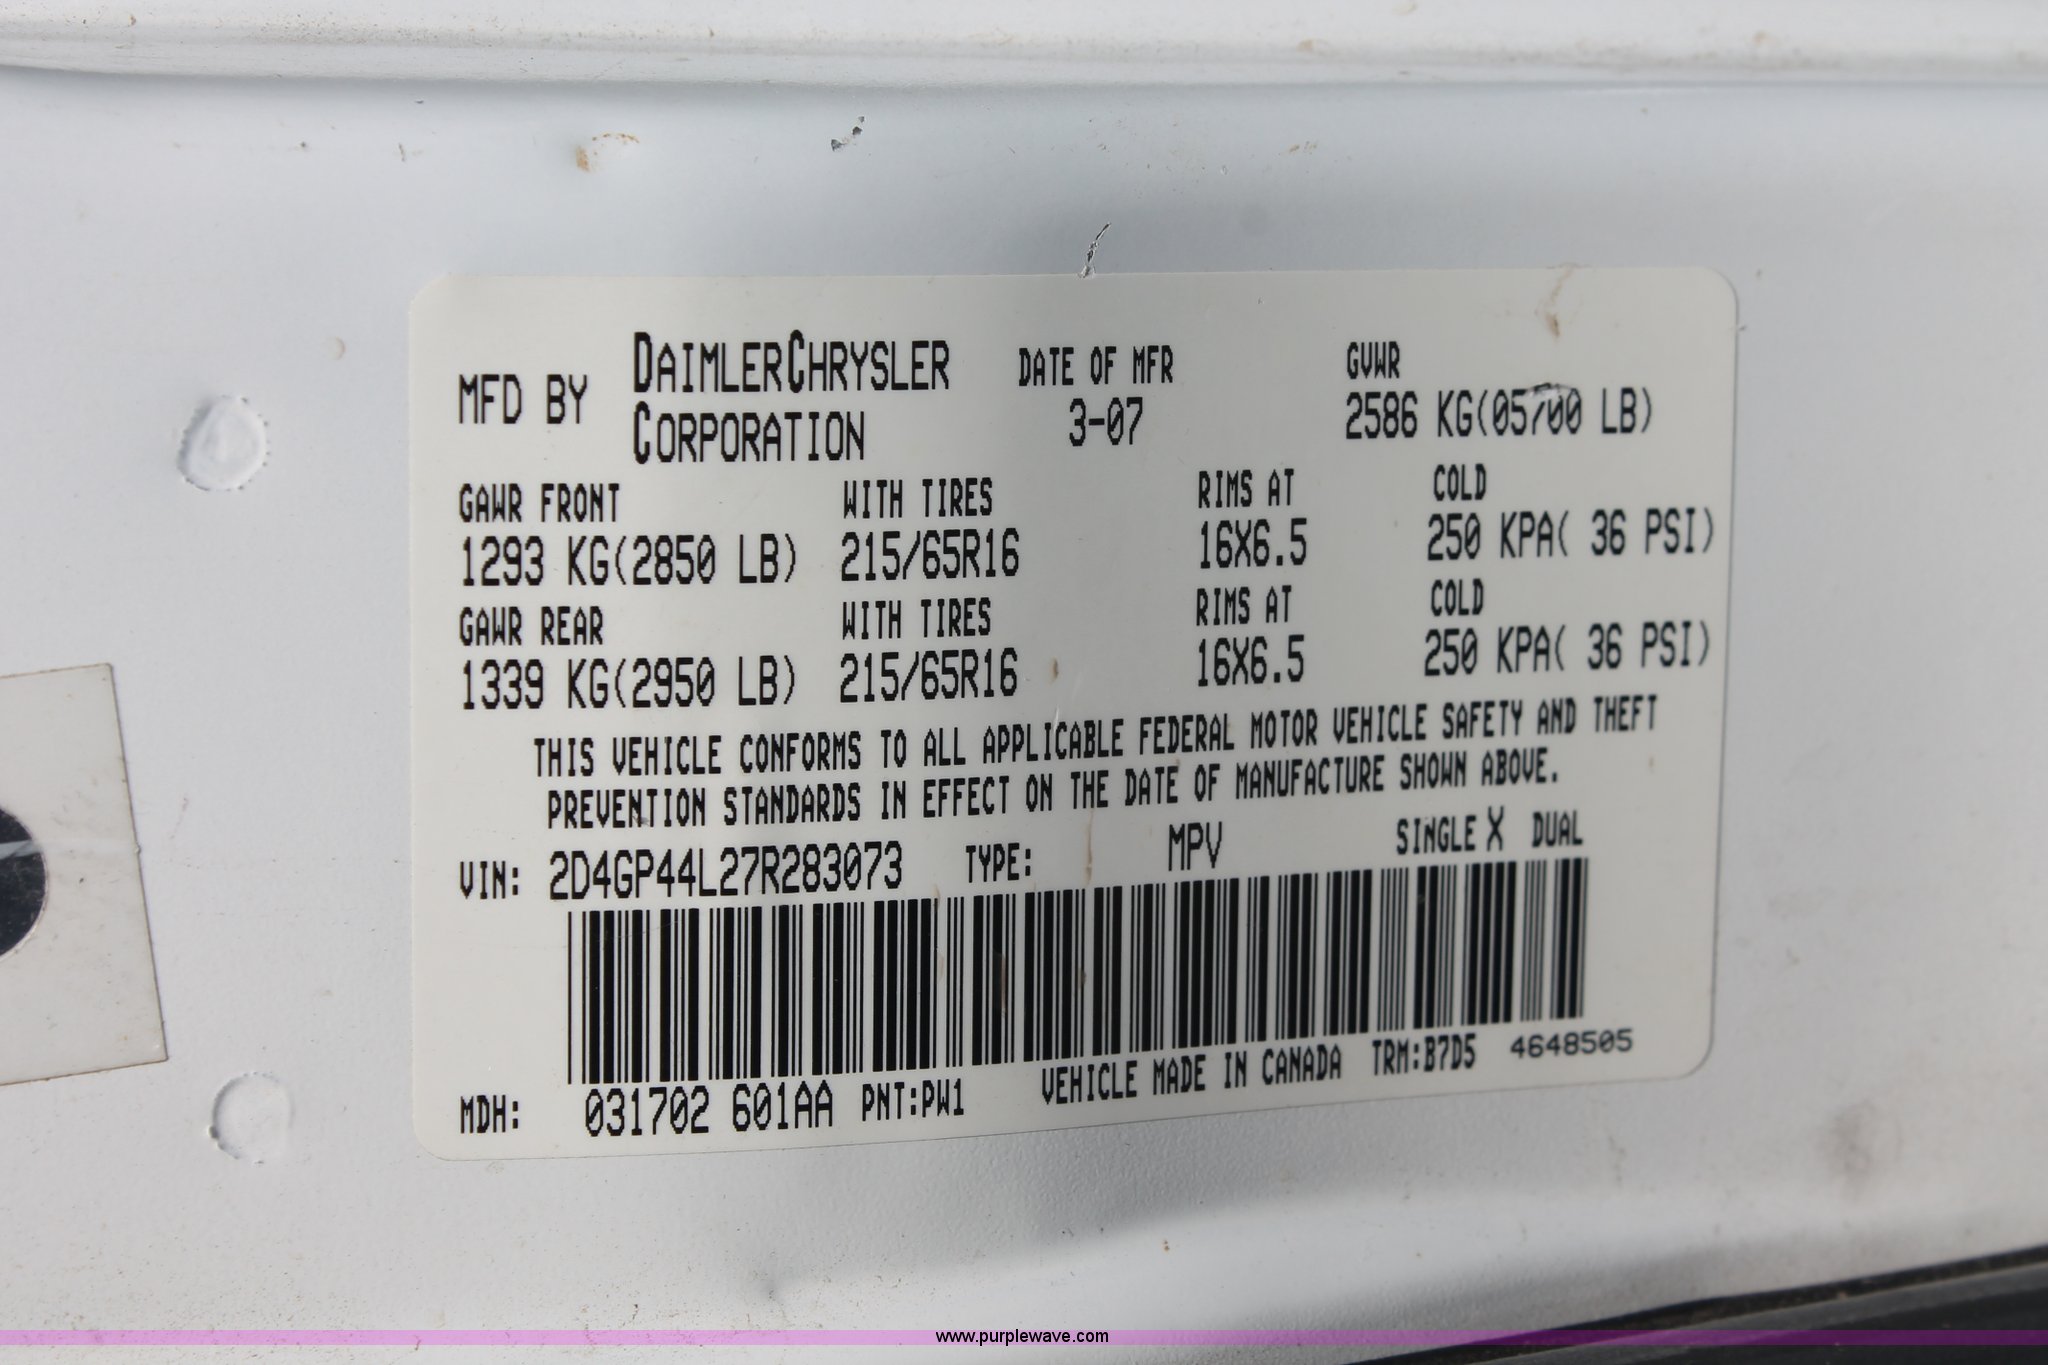 MFD BY DAIMLERCHRYSLER CORPORATION DATE OF MFR 3-07 GVWR 2586 KG(05700 LB)
GAWR FRONT WITH TIRES RIMS AT COLD
1293 KG(2850 LB) 215/65R16 16X6.5 250 KPA( 36 PSI)
GAWR REAR WITH TIRES RIMS AT COLD
1339 KG(2950 LB) 215/65R16 16X6.5 250 KPA( 36 PSI)
THIS VEHICLE CONFORMS TO ALL APPLICABLE FEDERAL MOTOR VEHICLE SAFETY AND THEFT
PREVENTION STANDARDS IN EFFECT ON THE DATE OF MANUFACTURE SHOWN ABOVE.
VIN: 2D4GP44L27R283073 TYPE: MPV SINGLE X DUAL
MDH: 031702 601AA PNT:PW1 VEHICLE MADE IN CANADA TRM:B7D5 4648505
www.purplewave.com